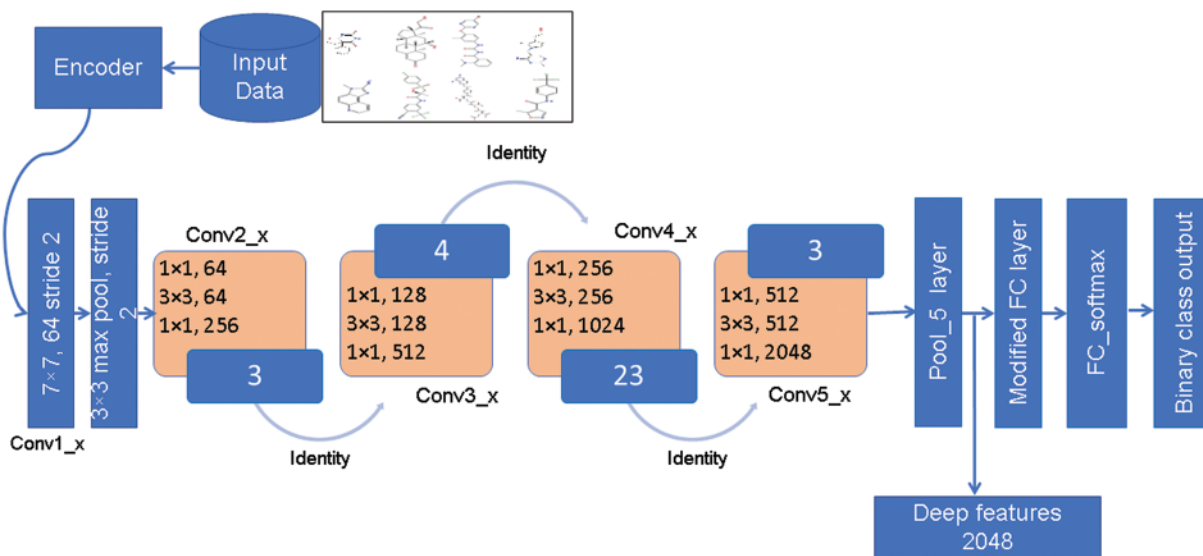 Encoder
Input
Data
Identity
7×7, 64 stride 2
3×3 max pool, stride
2
Conv1_x
Conv2_x
1×1, 64
3×3, 64
1×1, 256
3
Identity
4
1×1, 128
3×3, 128
1×1, 512
Conv3_x
Conv4_x
1×1, 256
3×3, 256
1×1, 1024
23
Identity
3
1×1, 512
3×3, 512
1×1, 2048
Conv5_x
Pool_5 layer
Modified FC layer
FC_softmax
Binary class output
Deep features
2048